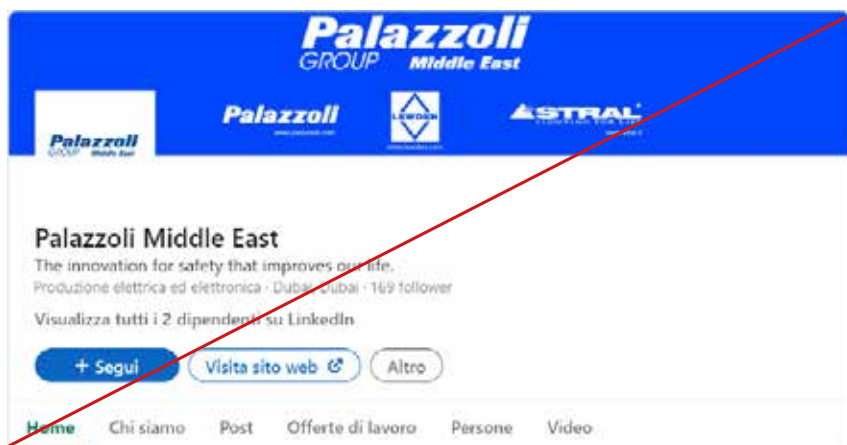 Palazzoli
GROUP Middle East
Palazzoli
LEWDEN
ASTRAL
Palazzoli
GROUP Middle East
Palazzoli Middle East
The innovation for safety that improves our life.
Produzione elettrica ed elettronica · Dubai, Dubai · 169 follower
Visualizza tutti i 2 dipendenti su LinkedIn
+ Segui Visita sito web Altro
Home Chi siamo Post Offerte di lavoro Persone Video